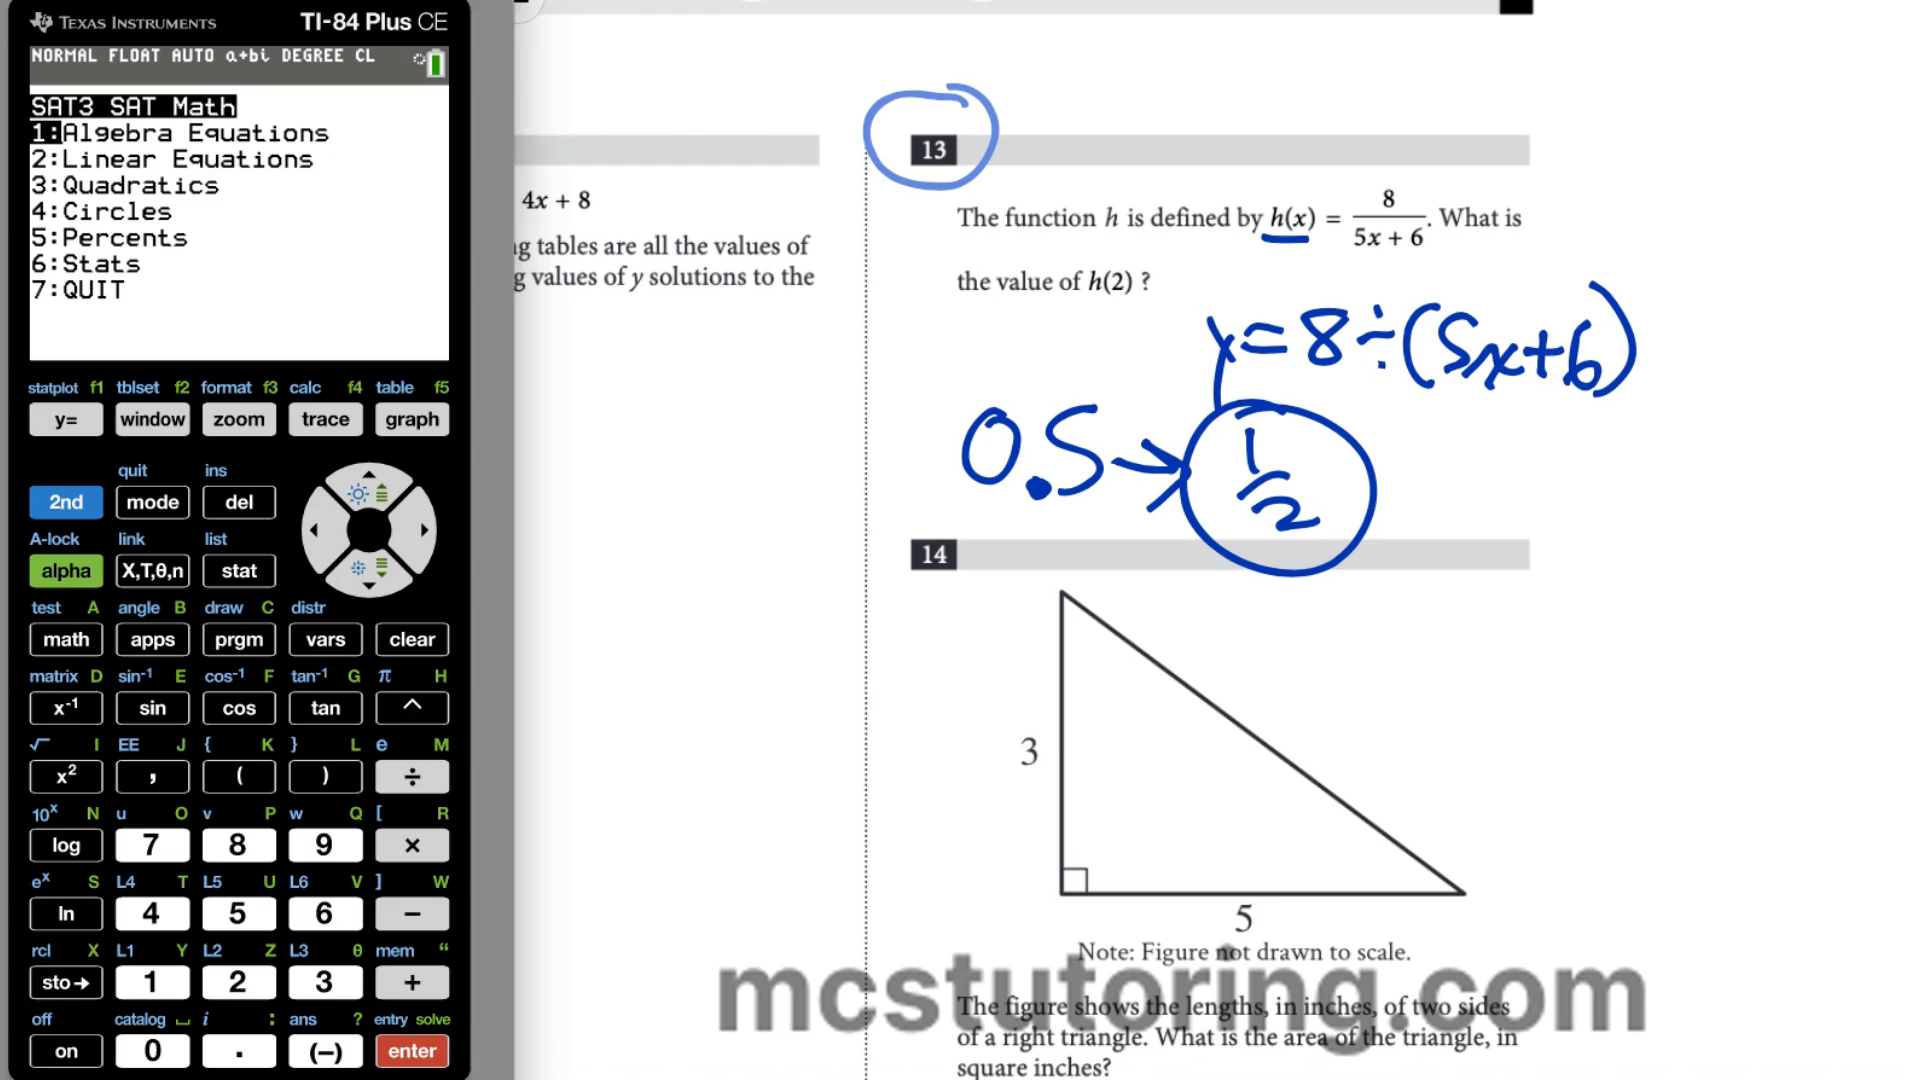 TEXAS INSTRUMENTS TI-84 Plus CE
NORMAL FLOAT AUTO a+bi DEGREE CL
SAT3 SAT Math
1:Algebra Equations
2:Linear Equations
3:Quadratics
4:Circles
5:Percents
6:Stats
7:QUIT
statplot f1 tblset f2 format f3 calc f4 table f5
y= window zoom trace graph
quit ins
2nd mode del
A-lock link list
alpha X,T,θ,n stat
test A angle B draw C distr
math apps prgm vars clear
matrix D sin⁻¹ E cos⁻¹ F tan⁻¹ G π H
x⁻¹ sin cos tan ^
√ I EE J { K } L e M
x² , ( ) ÷
10ˣ N u O v P w Q [ R
log 7 8 9 ×
eˣ S L4 T L5 U L6 V ] W
ln 4 5 6 −
rcl X L1 Y L2 Z L3 θ mem “
sto→ 1 2 3 +
off catalog ⎵ i : ans ? entry solve
on 0 . (−) enter
4x + 8
g tables are all the values of
g values of y solutions to the
13
The function h is defined by h(x) = 8/(5x + 6). What is
the value of h(2) ?
y=8÷(5x+6)
0.5→1/2
14
3
5
Note: Figure not drawn to scale.
mcstutoring.com
The figure shows the lengths, in inches, of two sides
of a right triangle. What is the area of the triangle, in
square inches?